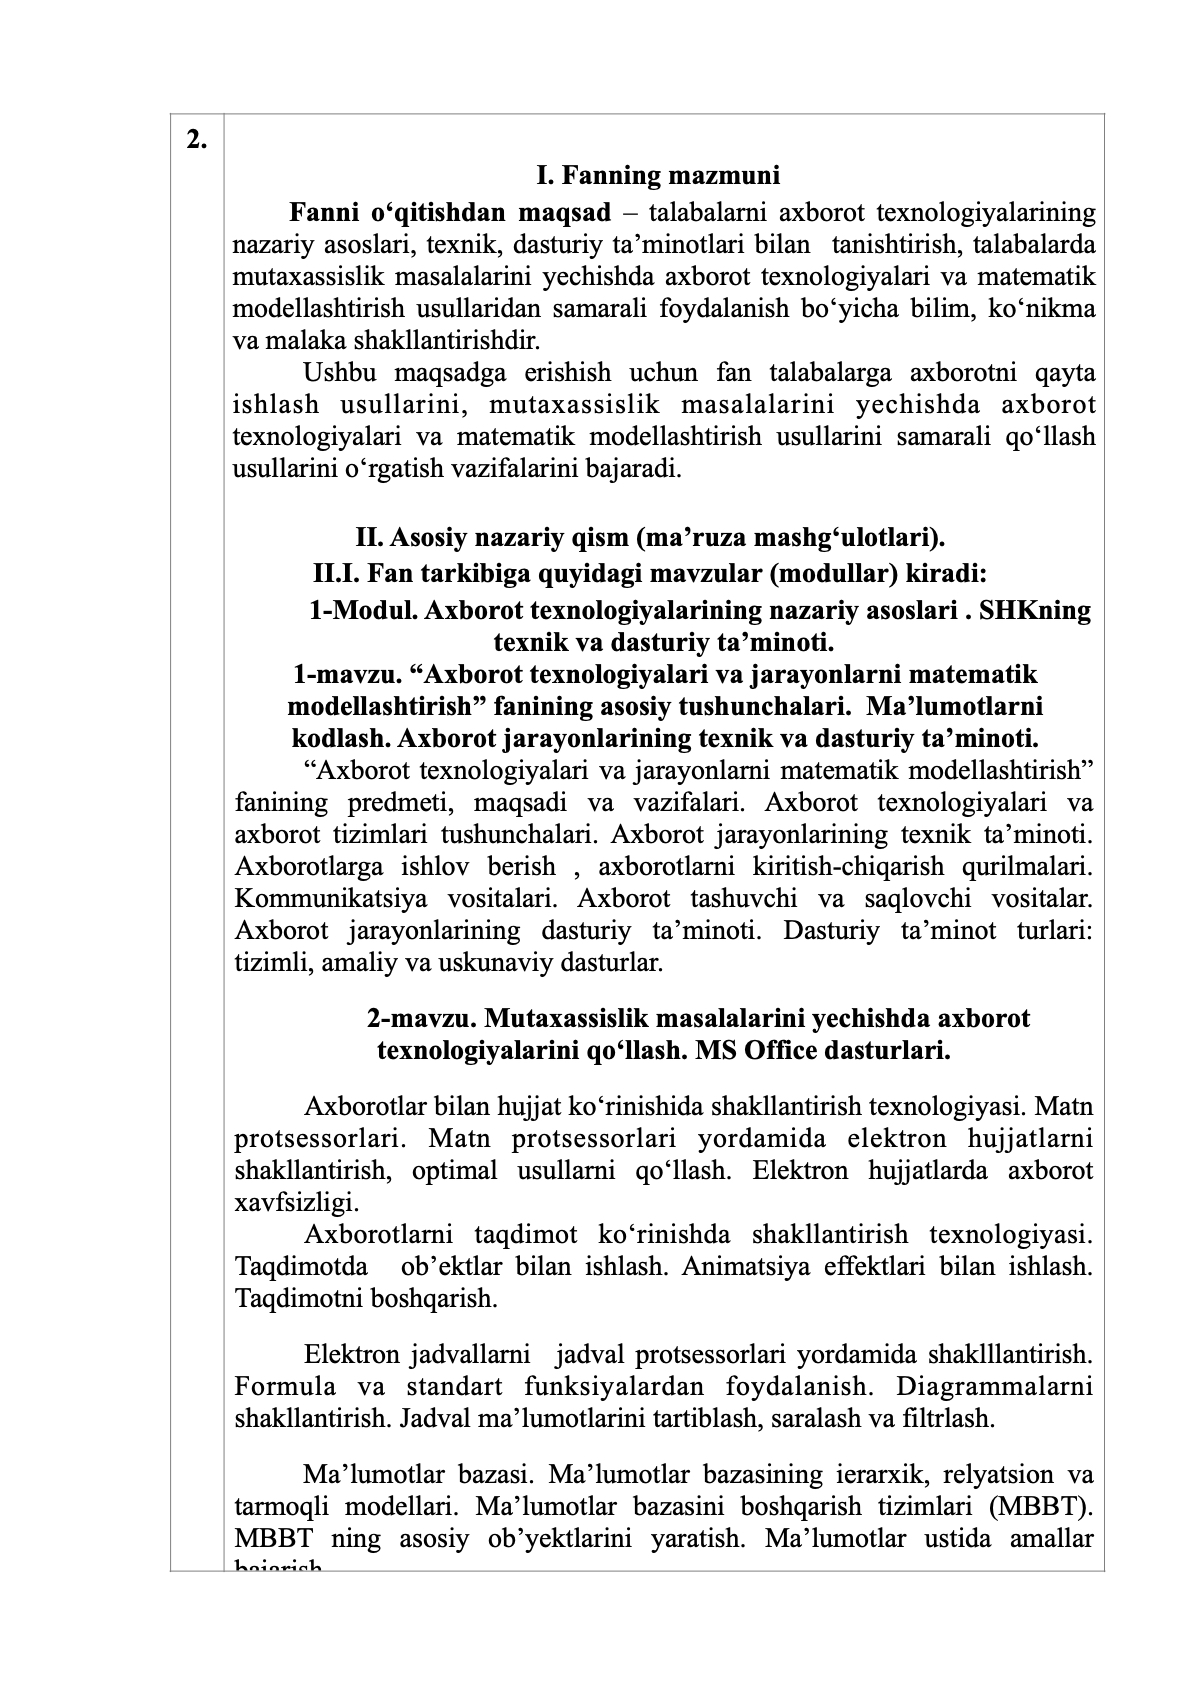 2.
I. Fanning mazmuni
Fanni o‘qitishdan maqsad – talabalarni axborot texnologiyalarining
nazariy asoslari, texnik, dasturiy ta’minotlari bilan tanishtirish, talabalarda
mutaxassislik masalalarini yechishda axborot texnologiyalari va matematik
modellashtirish usullaridan samarali foydalanish bo‘yicha bilim, ko‘nikma
va malaka shakllantirishdir.
Ushbu maqsadga erishish uchun fan talabalarga axborotni qayta
ishlash usullarini, mutaxassislik masalalarini yechishda axborot
texnologiyalari va matematik modellashtirish usullarini samarali qo‘llash
usullarini o‘rgatish vazifalarini bajaradi.
II. Asosiy nazariy qism (ma’ruza mashg‘ulotlari).
II.I. Fan tarkibiga quyidagi mavzular (modullar) kiradi:
1-Modul. Axborot texnologiyalarining nazariy asoslari . SHKning
texnik va dasturiy ta’minoti.
1-mavzu. “Axborot texnologiyalari va jarayonlarni matematik
modellashtirish” fanining asosiy tushunchalari. Ma’lumotlarni
kodlash. Axborot jarayonlarining texnik va dasturiy ta’minoti.
“Axborot texnologiyalari va jarayonlarni matematik modellashtirish”
fanining predmeti, maqsadi va vazifalari. Axborot texnologiyalari va
axborot tizimlari tushunchalari. Axborot jarayonlarining texnik ta’minoti.
Axborotlarga ishlov berish , axborotlarni kiritish-chiqarish qurilmalari.
Kommunikatsiya vositalari. Axborot tashuvchi va saqlovchi vositalar.
Axborot jarayonlarining dasturiy ta’minoti. Dasturiy ta’minot turlari:
tizimli, amaliy va uskunaviy dasturlar.
2-mavzu. Mutaxassislik masalalarini yechishda axborot
texnologiyalarini qo‘llash. MS Office dasturlari.
Axborotlar bilan hujjat ko‘rinishida shakllantirish texnologiyasi. Matn
protsessorlari. Matn protsessorlari yordamida elektron hujjatlarni
shakllantirish, optimal usullarni qo‘llash. Elektron hujjatlarda axborot
xavfsizligi.
Axborotlarni taqdimot ko‘rinishda shakllantirish texnologiyasi.
Taqdimotda ob’ektlar bilan ishlash. Animatsiya effektlari bilan ishlash.
Taqdimotni boshqarish.
Elektron jadvallarni jadval protsessorlari yordamida shaklllantirish.
Formula va standart funksiyalardan foydalanish. Diagrammalarni
shakllantirish. Jadval ma’lumotlarini tartiblash, saralash va filtrlash.
Ma’lumotlar bazasi. Ma’lumotlar bazasining ierarxik, relyatsion va
tarmoqli modellari. Ma’lumotlar bazasini boshqarish tizimlari (MBBT).
MBBT ning asosiy ob’yektlarini yaratish. Ma’lumotlar ustida amallar